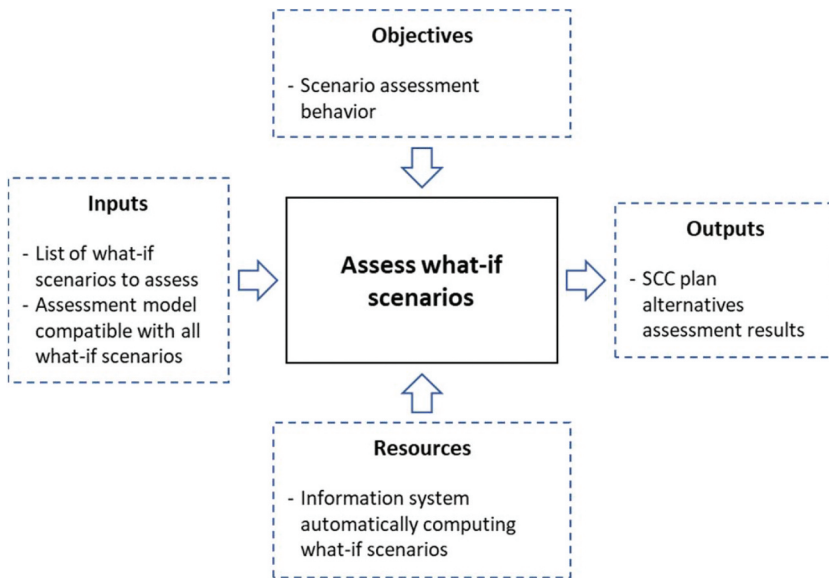 Objectives
- Scenario assessment
behavior
Inputs
- List of what-if
scenarios to assess
- Assessment model
compatible with all
what-if scenarios
Assess what-if
scenarios
Outputs
- SCC plan
alternatives
assessment results
Resources
- Information system
automatically computing
what-if scenarios